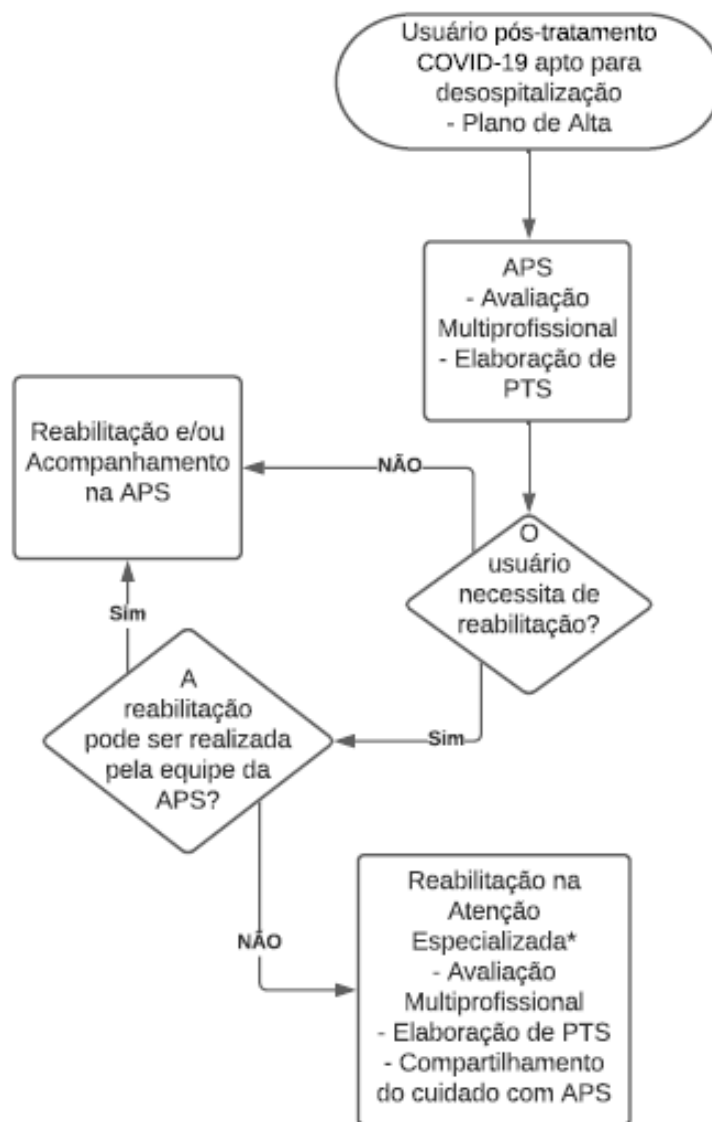 Usuário pós-tratamento
COVID-19 apto para
desospitalização
- Plano de Alta
APS
- Avaliação
Multiprofissional
- Elaboração de
PTS
Reabilitação e/ou
Acompanhamento
na APS
NÃO
O
usuário
necessita de
reabilitação?
Sim
A
reabilitação
pode ser realizada
pela equipe da
APS?
Sim
NÃO
Reabilitação na
Atenção
Especializada*
- Avaliação
Multiprofissional
- Elaboração de PTS
- Compartilhamento
do cuidado com APS